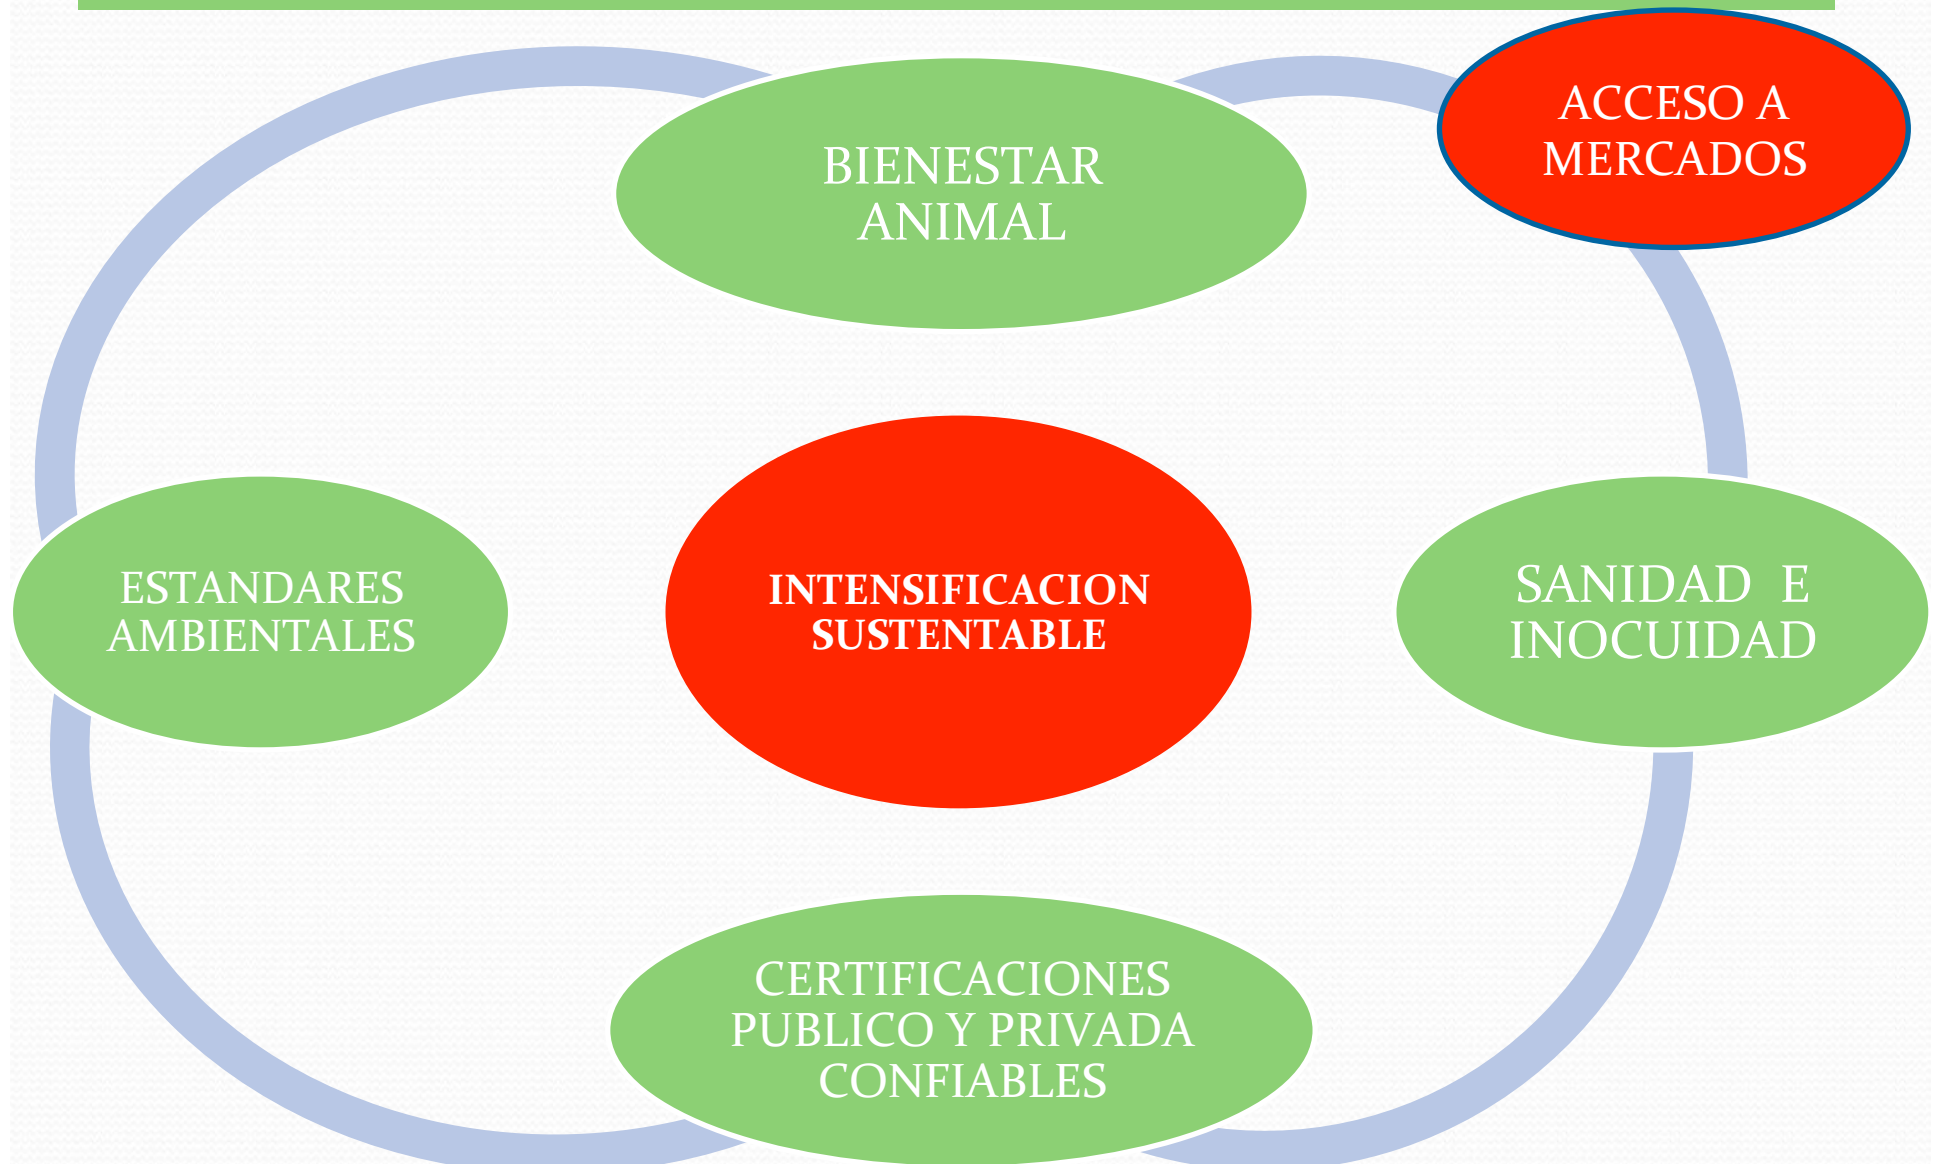 BIENESTAR
ANIMAL
ACCESO A
MERCADOS
ESTANDARES
AMBIENTALES
INTENSIFICACION
SUSTENTABLE
SANIDAD E
INOCUIDAD
CERTIFICACIONES
PUBLICO Y PRIVADA
CONFIABLES